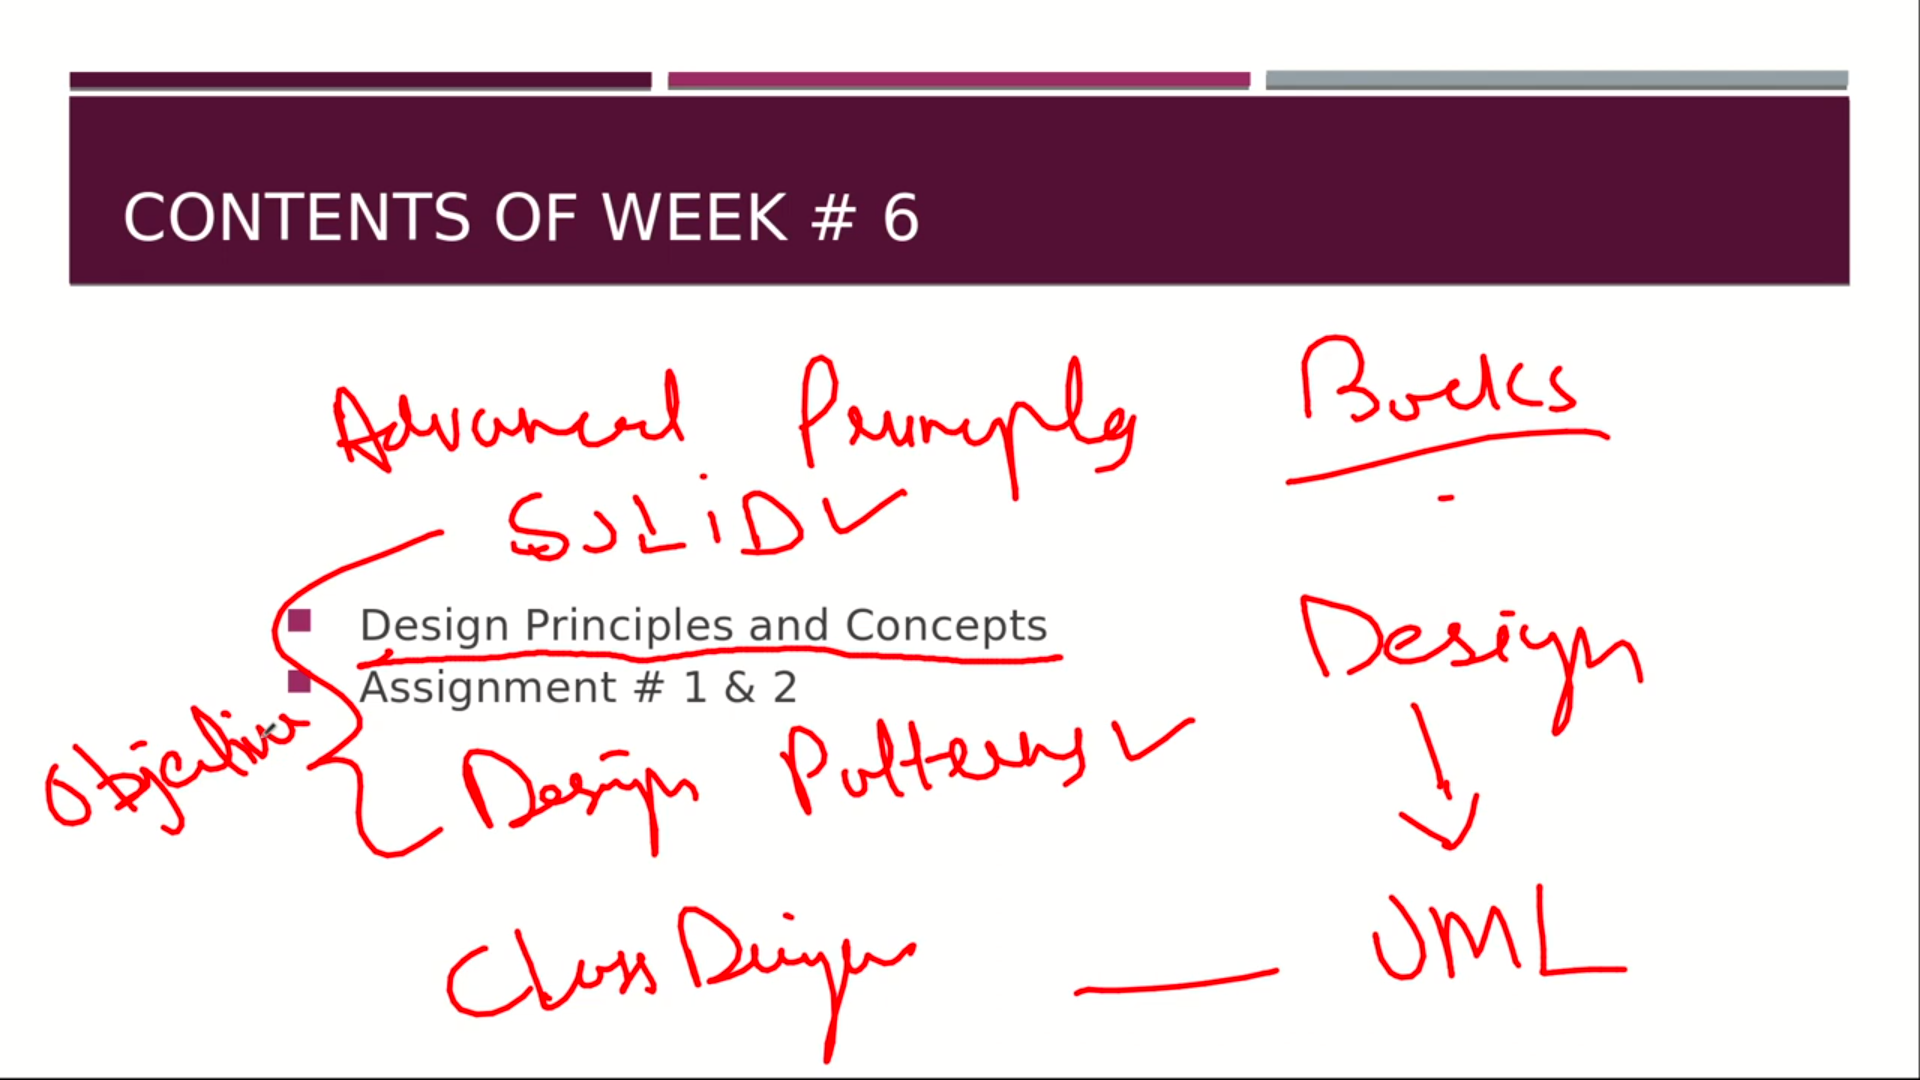 CONTENTS OF WEEK # 6
Advanced Principles
Books
SOLiD
Design Principles and Concepts
Design
Assignment # 1 & 2
Objective
Design Patterns
Class Design
UML